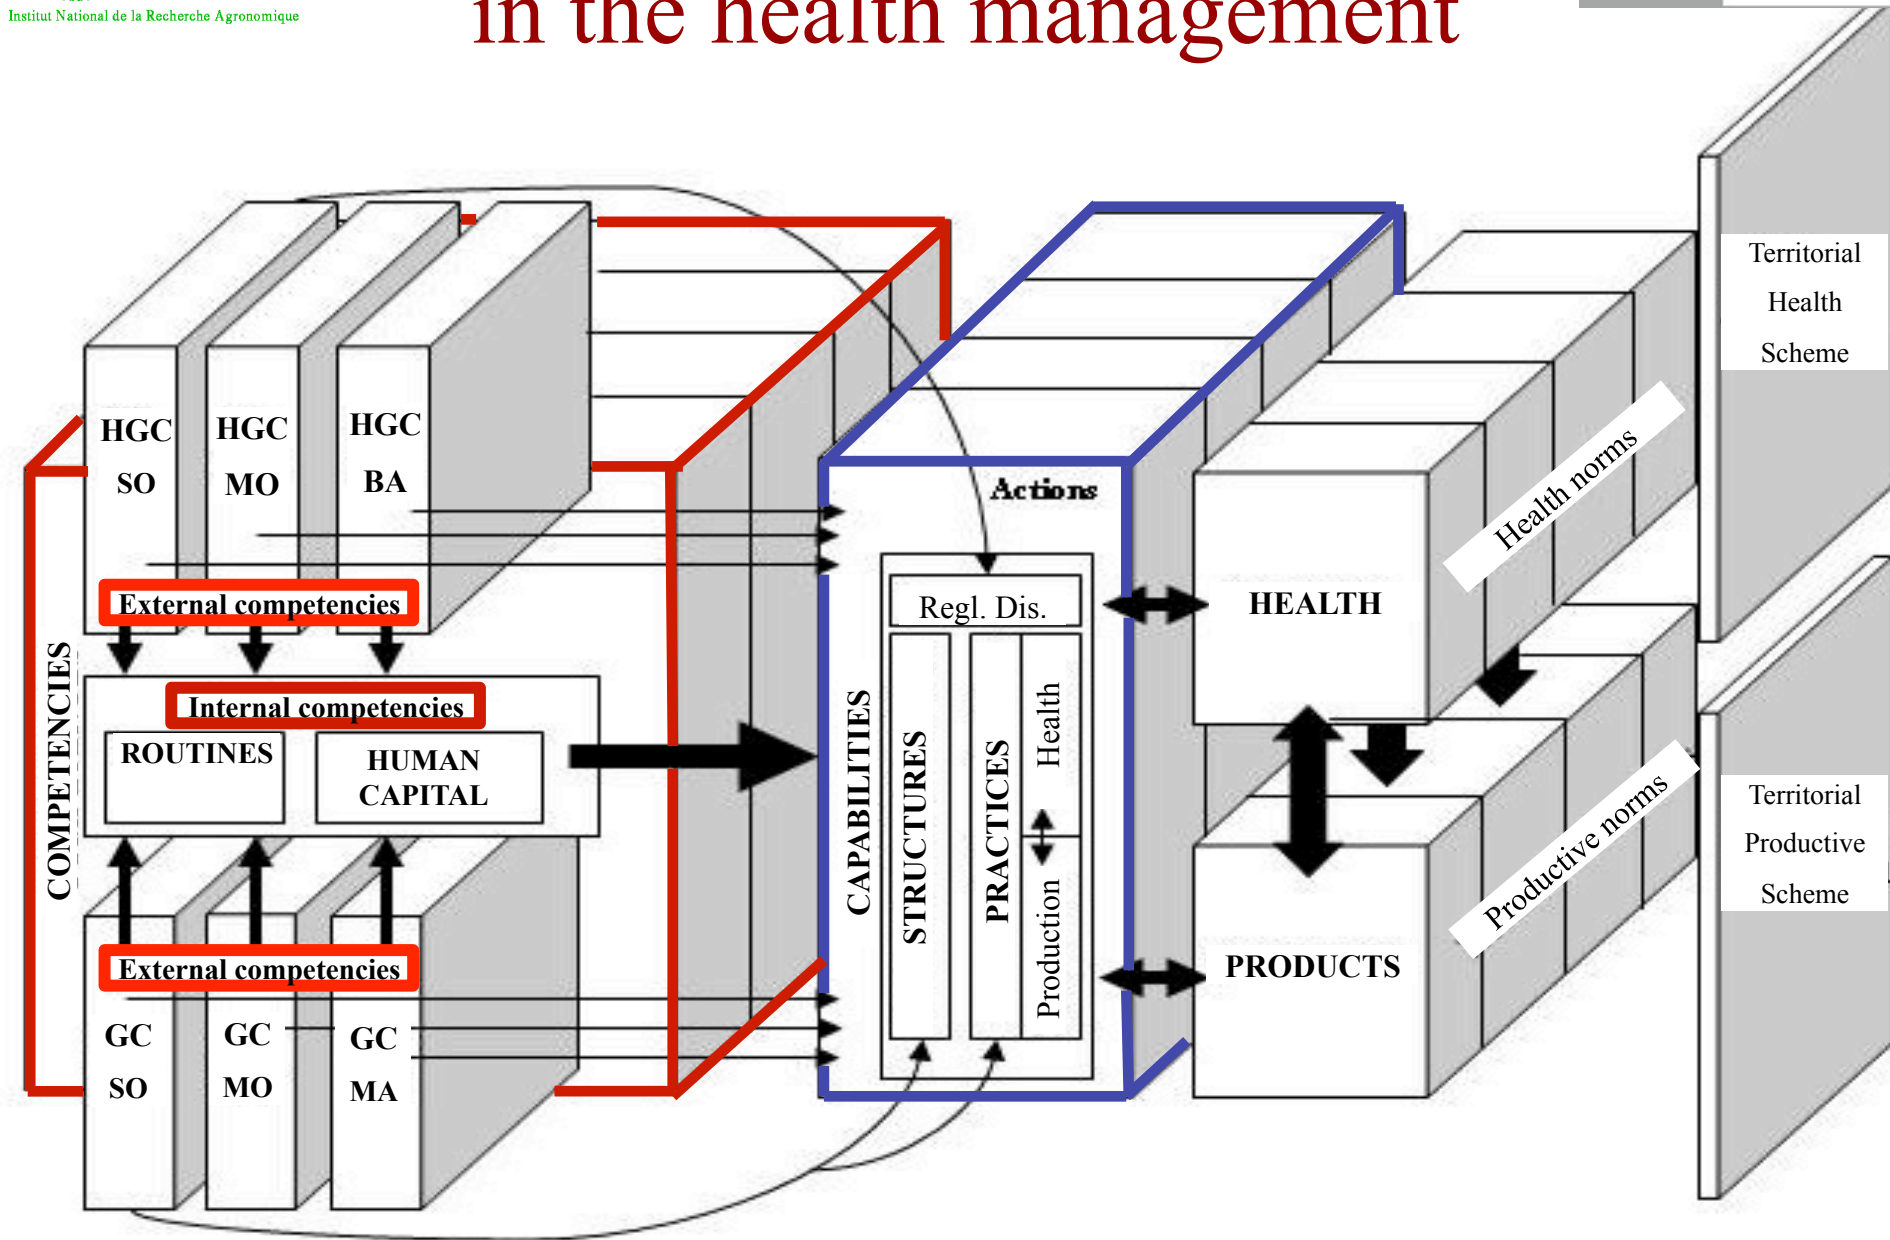 Institut National de la Recherche Agronomique
in the health management
HGC
SO
HGC
MO
HGC
BA
External competencies
COMPETENCIES
Internal competencies
ROUTINES
HUMAN
CAPITAL
External competencies
GC
SO
GC
MO
GC
MA
Actions
Regl. Dis.
CAPABILITIES
STRUCTURES
PRACTICES
Health
Production
HEALTH
PRODUCTS
Health norms
Productive norms
Territorial
Health
Scheme
Territorial
Productive
Scheme